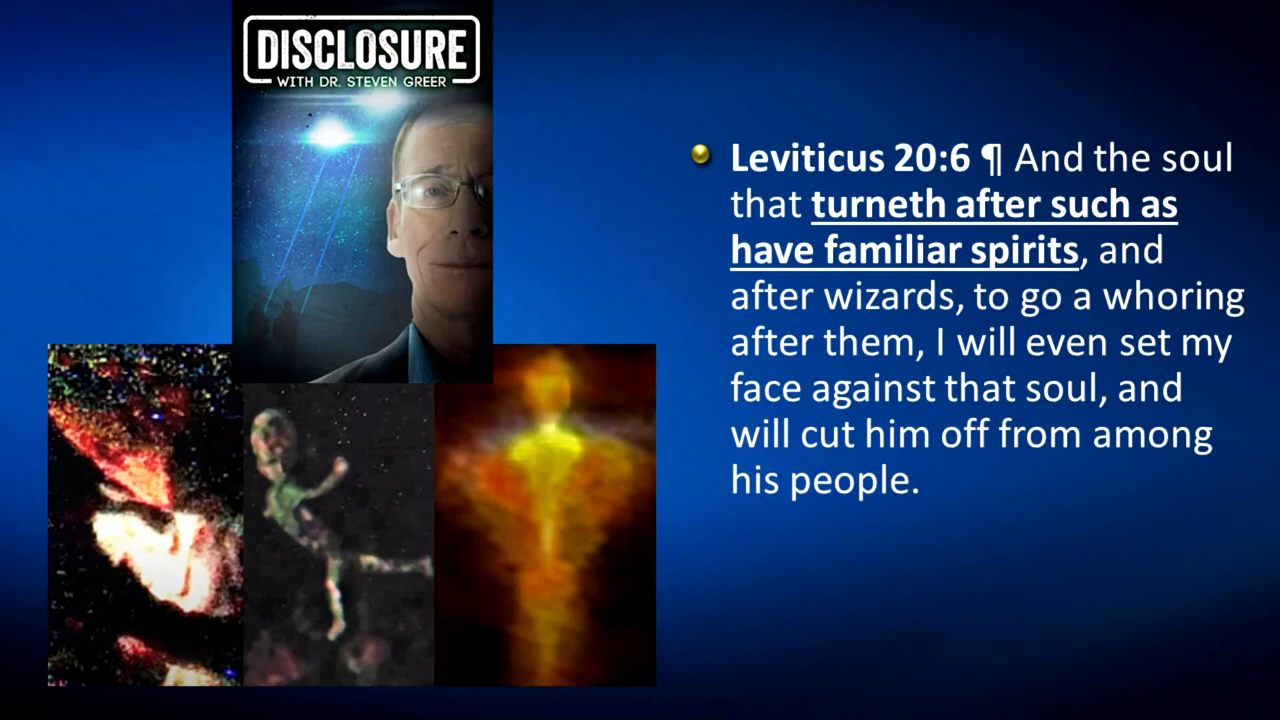 DISCLOSURE
WITH DR. STEVEN GREER
Leviticus 20:6 ¶ And the soul
that turneth after such as
have familiar spirits, and
after wizards, to go a whoring
after them, I will even set my
face against that soul, and
will cut him off from among
his people.